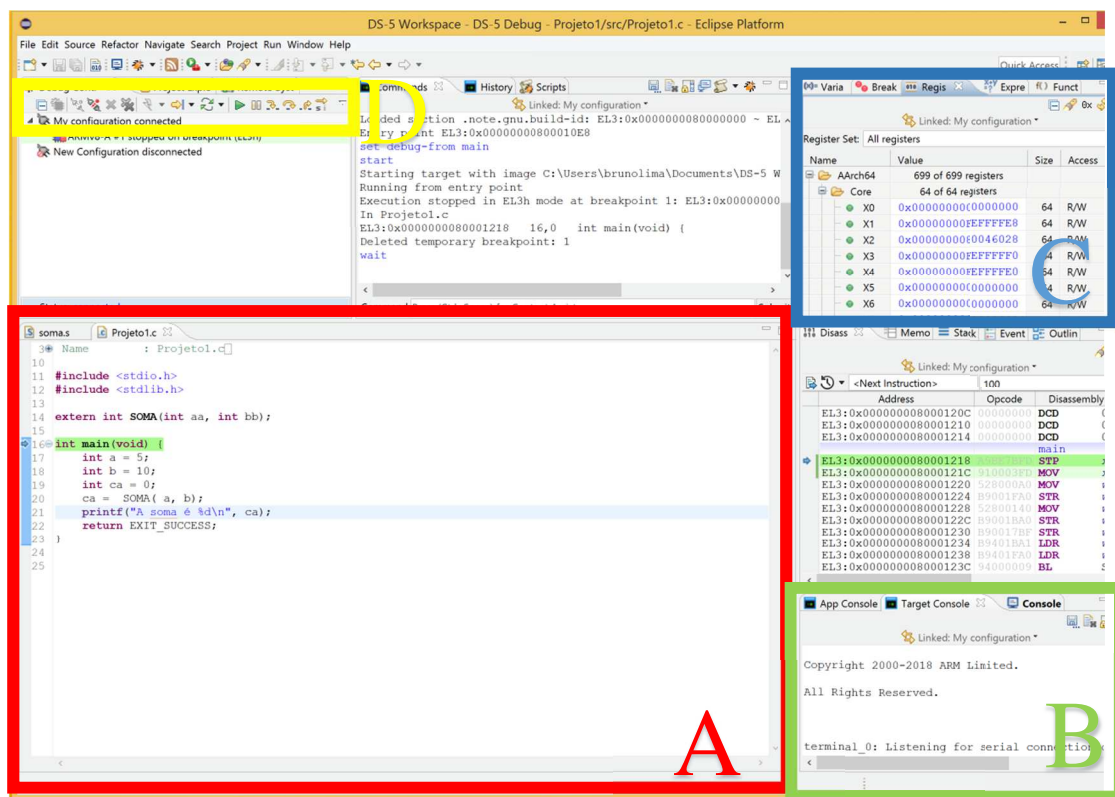 DS-5 Workspace - DS-5 Debug - Projeto1/src/Projeto1.c - Eclipse Platform
File Edit Source Refactor Navigate Search Project Run Window Help
Quick Access
D
My configuration connected
stopped on breakpoint (EL3h)
New Configuration disconnected
Commands History Scripts
Linked: My configuration
Loaded section .note.gnu.build-id: EL3:0x0000000080000000 ~ EL
Entry point EL3:0x00000000800010E8
set debug-from main
start
Starting target with image C:\Users\brunolima\Documents\DS-5 W
Running from entry point
Execution stopped in EL3h mode at breakpoint 1: EL3:0x00000000
In Projeto1.c
EL3:0x0000000080001218 16,0 int main(void) {
Deleted temporary breakpoint: 1
wait
Varia Break Regis Expre Funct
Linked: My configuration
Register Set: All registers
Name Value Size Access
AArch64 699 of 699 registers
Core 64 of 64 registers
X0 64 R/W
X1 64 R/W
X2 64 R/W
X3 64 R/W
X4 64 R/W
X5 64 R/W
X6 64 R/W
C
soma.s Projeto1.c
3 Name : Projeto1.c
10
11 #include <stdio.h>
12 #include <stdlib.h>
13
14 extern int SOMA(int aa, int bb);
15
16 int main(void) {
17 int a = 5;
18 int b = 10;
19 int ca = 0;
20 ca = SOMA( a, b);
21 printf("A soma é %d\n", ca);
22 return EXIT_SUCCESS;
23 }
24
25
A
Disass Memo Stack Event Outlin
Linked: My configuration
<Next Instruction> 100
Address Opcode Disassembly
EL3:0x000000008000120C 00000000 DCD
EL3:0x0000000080001210 00000000 DCD
EL3:0x0000000080001214 00000000 DCD
main
EL3:0x0000000080001218 STP
EL3:0x000000008000121C 910003FD MOV
EL3:0x0000000080001220 528000A0 MOV
EL3:0x0000000080001224 B9001FA0 STR
EL3:0x0000000080001228 52800140 MOV
EL3:0x000000008000122C B9001BA0 STR
EL3:0x0000000080001230 B90017BF STR
EL3:0x0000000080001234 B9401BA1 LDR
EL3:0x0000000080001238 B9401FA0 LDR
EL3:0x000000008000123C 94000009 BL
App Console Target Console Console
Linked: My configuration
Copyright 2000-2018 ARM Limited.
All Rights Reserved.
terminal_0: Listening for serial connection
B